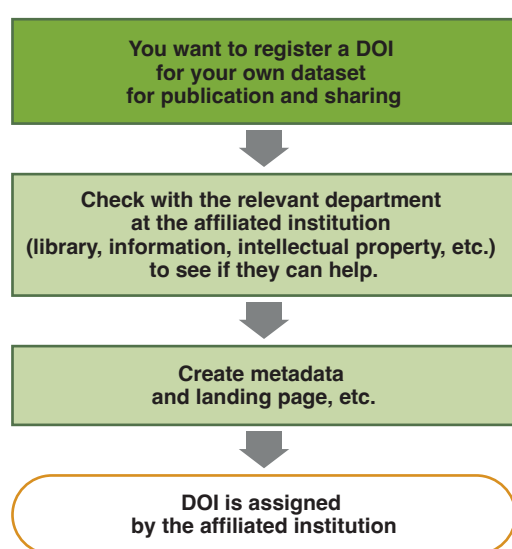 You want to register a DOI
for your own dataset
for publication and sharing
Check with the relevant department
at the affiliated institution
(library, information, intellectual property, etc.)
to see if they can help.
Create metadata
and landing page, etc.
DOI is assigned
by the affiliated institution